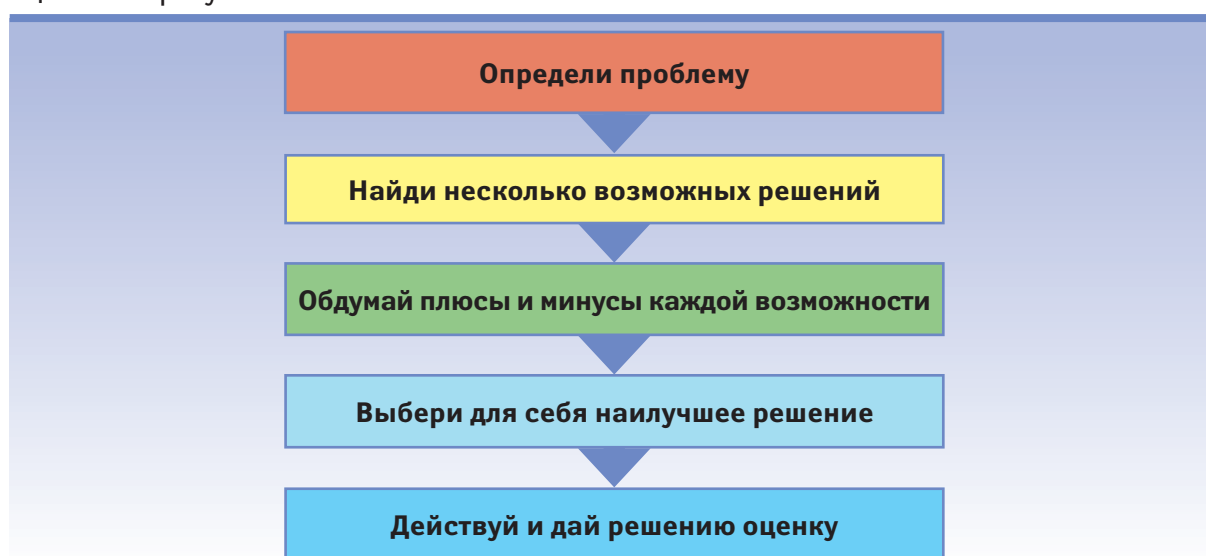 Определи проблему
Найди несколько возможных решений
Обдумай плюсы и минусы каждой возможности
Выбери для себя наилучшее решение
Действуй и дай решению оценку